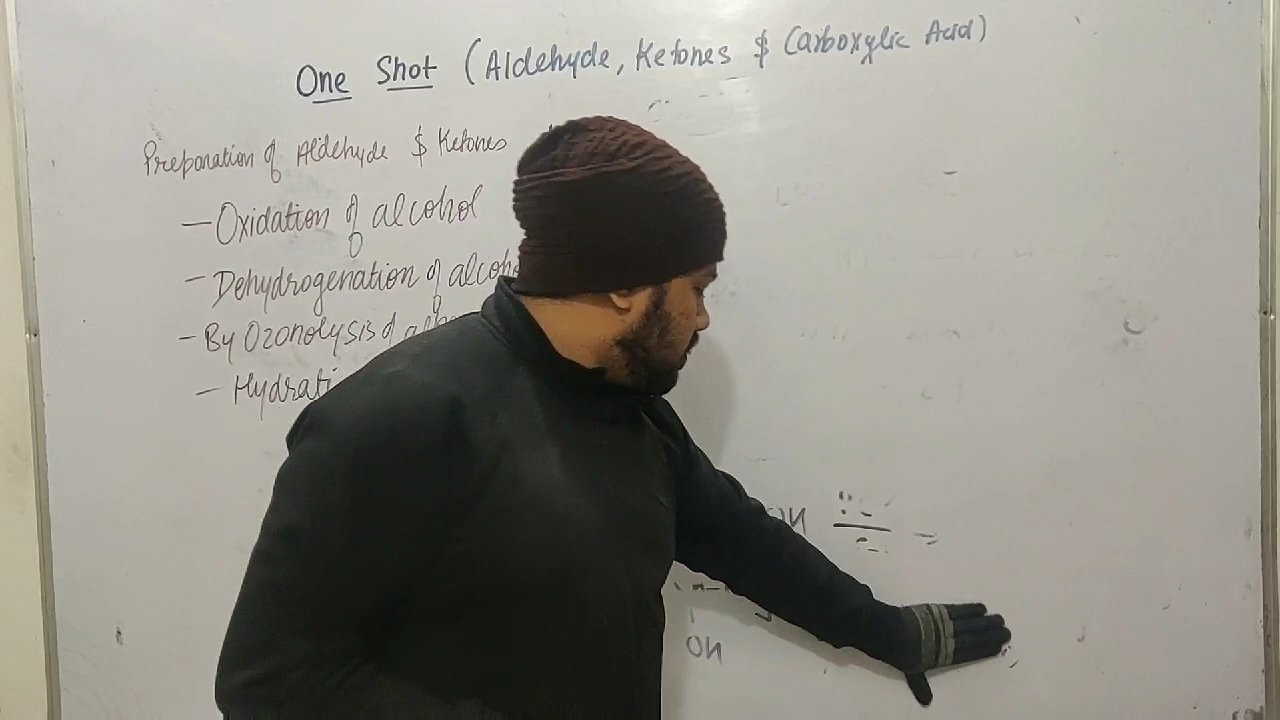 One Shot (Aldehyde, Ketones $ Carboxylic Acid)
Preparation of Aldehyde $ Ketones
— Oxidation of alcohol
— Dehydrogenation of alcoho
— By Ozonolysis of
— Hydrati